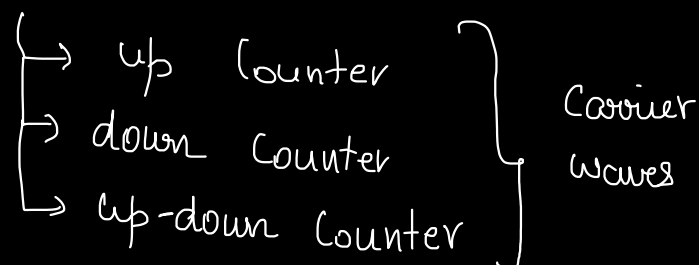 up Counter
down Counter
up-down Counter
Carrier
waves